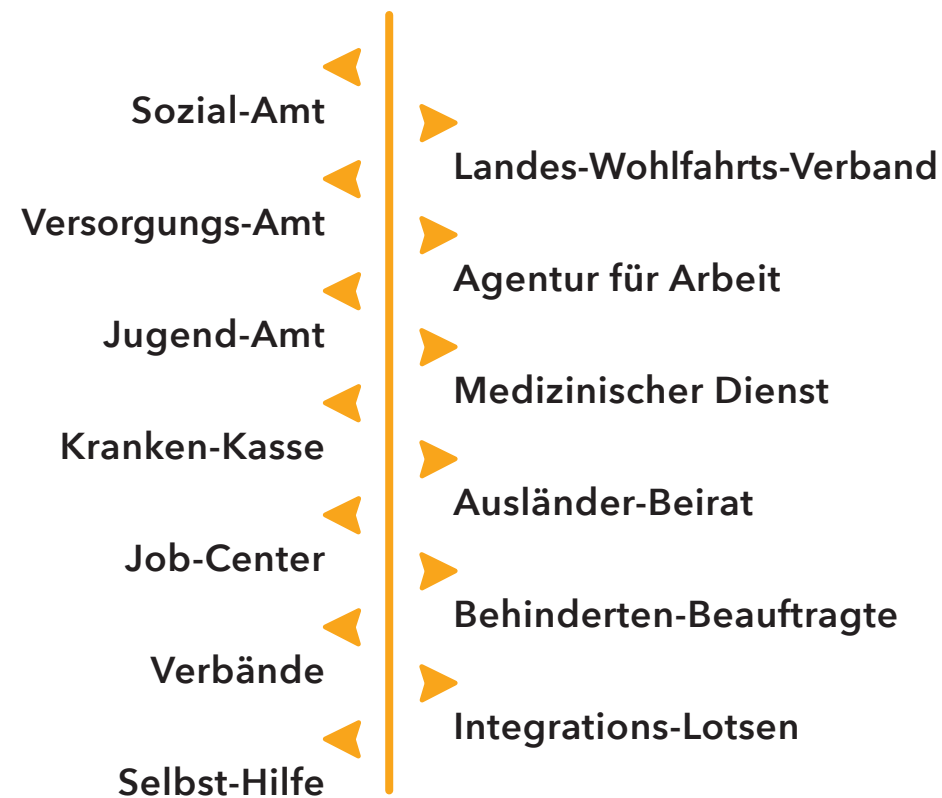 Sozial-Amt
Landes-Wohlfahrts-Verband
Versorgungs-Amt
Agentur für Arbeit
Jugend-Amt
Medizinischer Dienst
Kranken-Kasse
Ausländer-Beirat
Job-Center
Behinderten-Beauftragte
Verbände
Integrations-Lotsen
Selbst-Hilfe